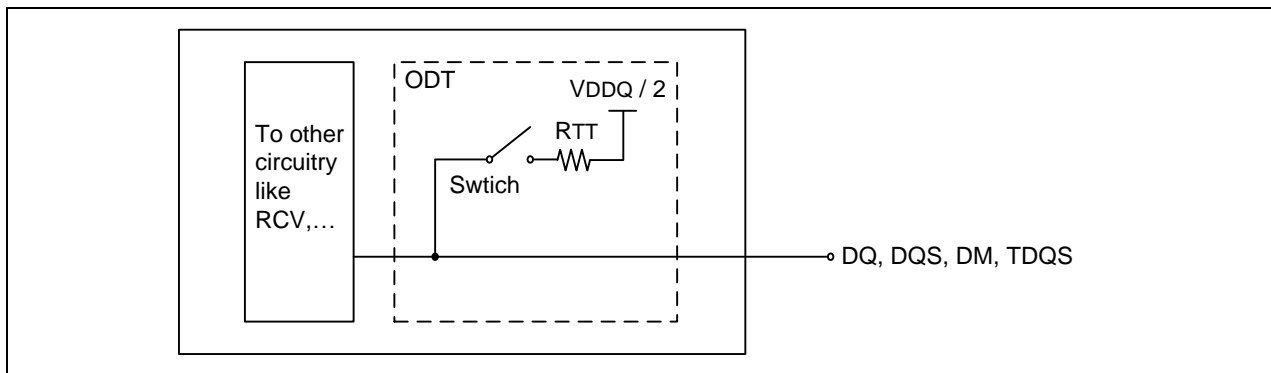 ODT
VDDQ / 2
RTT
Swtich
To other
circuitry
like
RCV,…
DQ, DQS, DM, TDQS